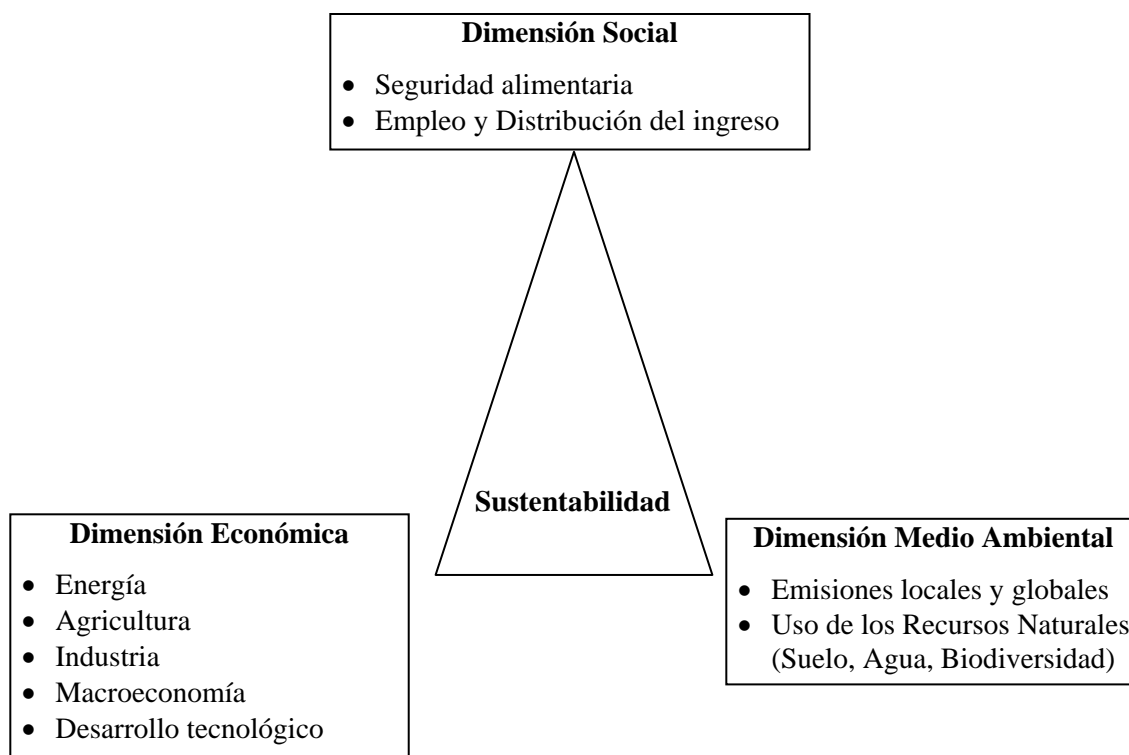 Dimensión Social
• Seguridad alimentaria
• Empleo y Distribución del ingreso
Sustentabilidad
Dimensión Económica
• Energía
• Agricultura
• Industria
• Macroeconomía
• Desarrollo tecnológico
Dimensión Medio Ambiental
• Emisiones locales y globales
• Uso de los Recursos Naturales
(Suelo, Agua, Biodiversidad)